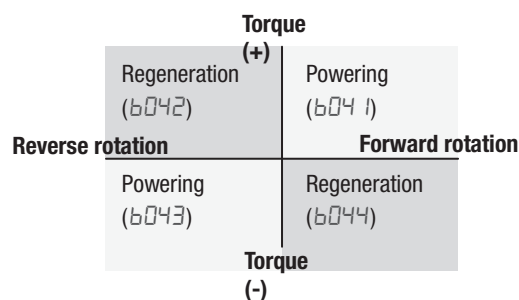 Torque
(+)
Regeneration Powering
(b042) (b041)
Reverse rotation Forward rotation
Powering Regeneration
(b043) (b044)
Torque
(-)